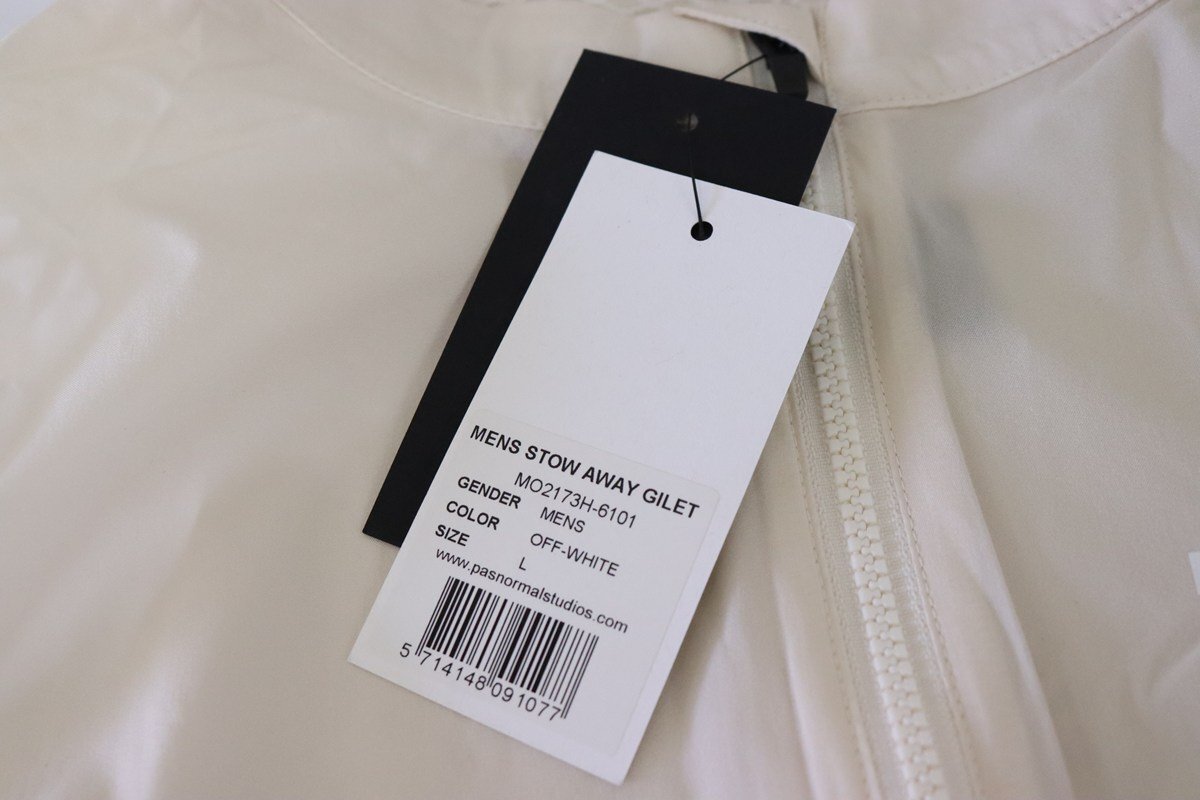 MENS STOW AWAY GILET
MO2173H-6101
GENDER MENS
COLOR OFF-WHITE
SIZE L
www.pasnormalstudios.com
5 714148 091077